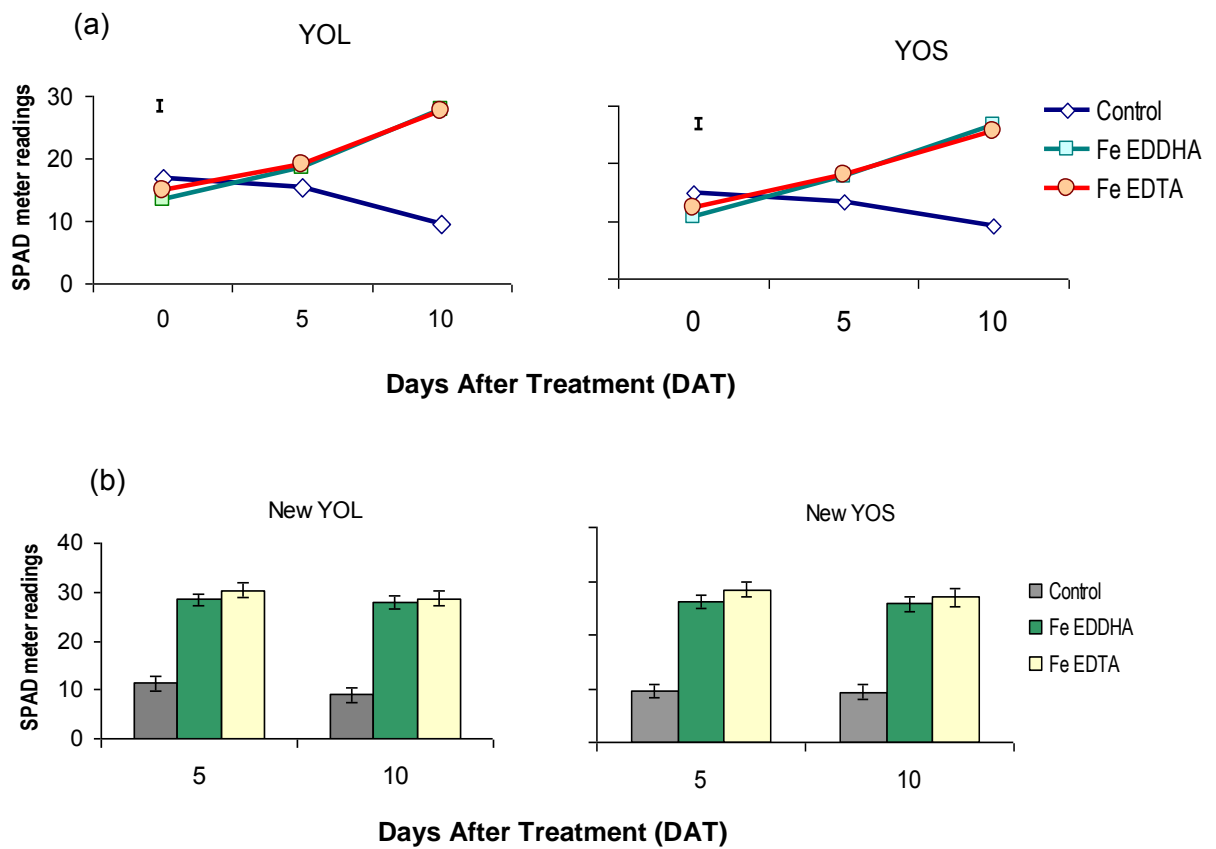 (a)
YOL
YOS
SPAD meter readings
30
20
10
0
0 5 10
0 5 10
Control
Fe EDDHA
Fe EDTA
Days After Treatment (DAT)
(b)
New YOL
New YOS
SPAD meter readings
40
30
20
10
0
5 10
5 10
Control
Fe EDDHA
Fe EDTA
Days After Treatment (DAT)